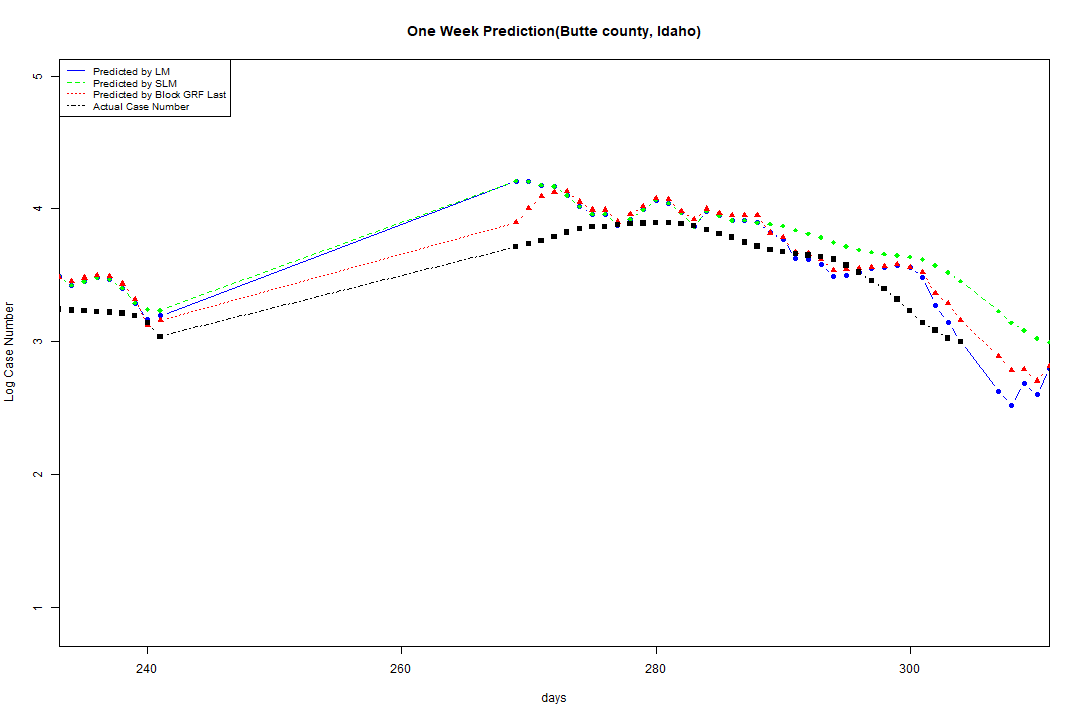 One Week Prediction(Butte county, Idaho)
Predicted by LM
Predicted by SLM
Predicted by Block GRF Last
Actual Case Number
5
4
3
2
1
Log Case Number
240
260
280
300
days